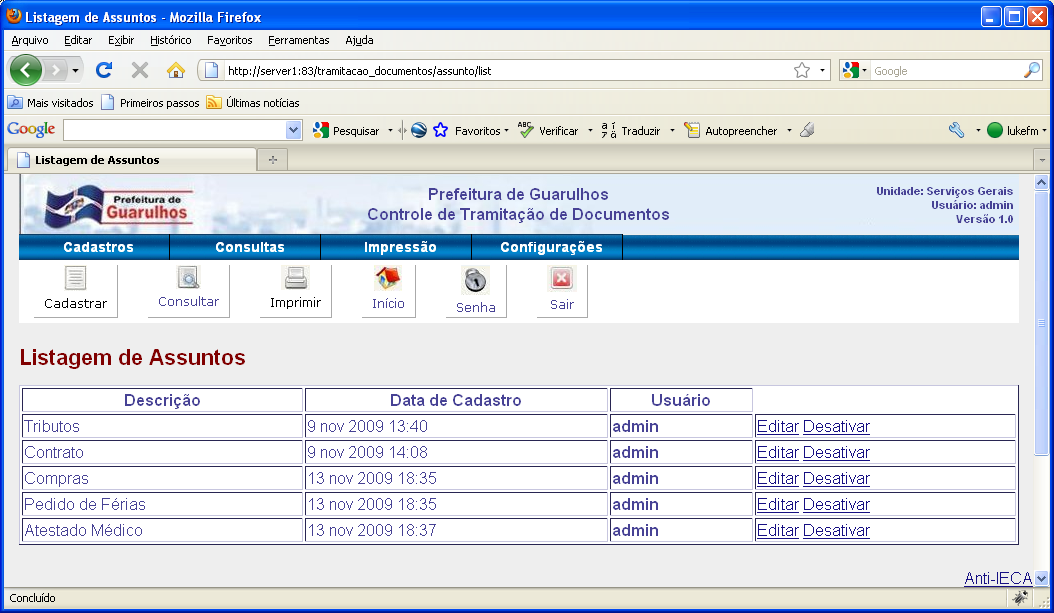 Listagem de Assuntos - Mozilla Firefox
Arquivo Editar Exibir Histórico Favoritos Ferramentas Ajuda
http://server1:83/tramitacao_documentos/assunto/list
Google
Mais visitados Primeiros passos Últimas notícias
Google Pesquisar Favoritos ABC Verificar Traduzir Autopreencher lukefm
Listagem de Assuntos
Prefeitura de
Guarulhos
Prefeitura de Guarulhos
Controle de Tramitação de Documentos
Unidade: Serviços Gerais
Usuário: admin
Versão 1.0
Cadastros Consultas Impressão Configurações
Cadastrar Consultar Imprimir Início Senha Sair
Listagem de Assuntos
Descrição Data de Cadastro Usuário
Tributos 9 nov 2009 13:40 admin Editar Desativar
Contrato 9 nov 2009 14:08 admin Editar Desativar
Compras 13 nov 2009 18:35 admin Editar Desativar
Pedido de Férias 13 nov 2009 18:35 admin Editar Desativar
Atestado Médico 13 nov 2009 18:37 admin Editar Desativar
Anti-IECA
Concluído